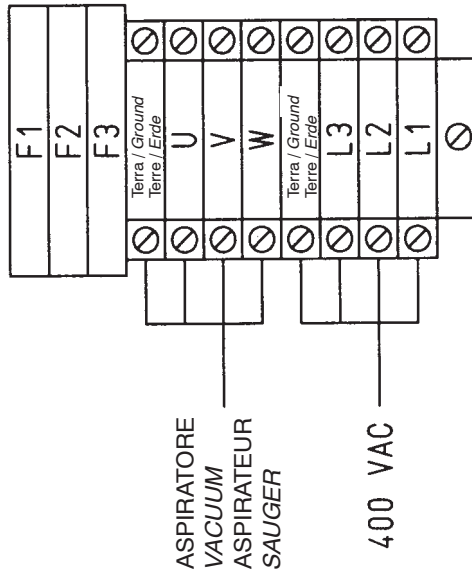 F1
F2
F3
Terra / Ground
Terre / Erde
U
V
W
Terra / Ground
Terre / Erde
L3
L2
L1
ASPIRATORE
VACUUM
ASPIRATEUR
SAUGER
400 VAC